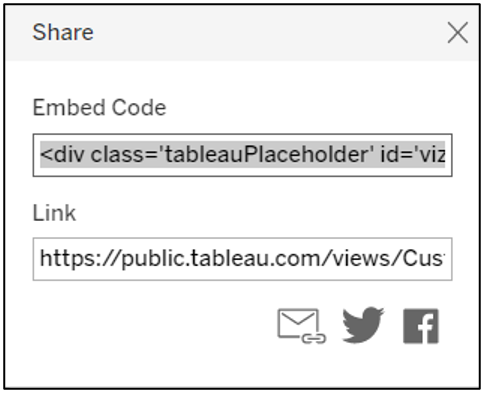 Share
Embed Code
<div class='tableauPlaceholder' id='viz
Link
https://public.tableau.com/views/Cus